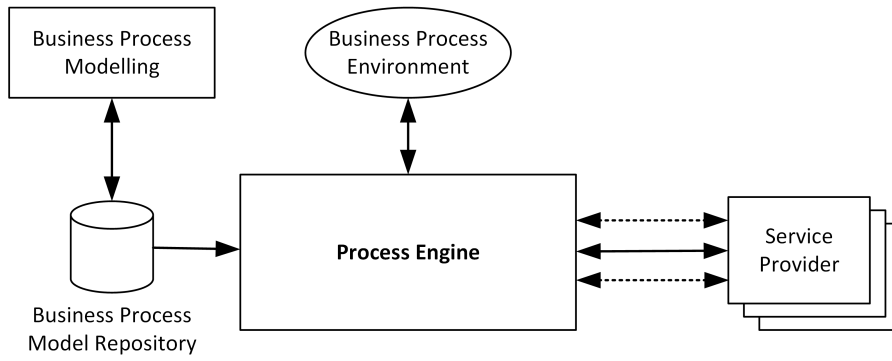 Business Process
Modelling
Business Process
Environment
Process Engine
Service
Provider
Business Process
Model Repository